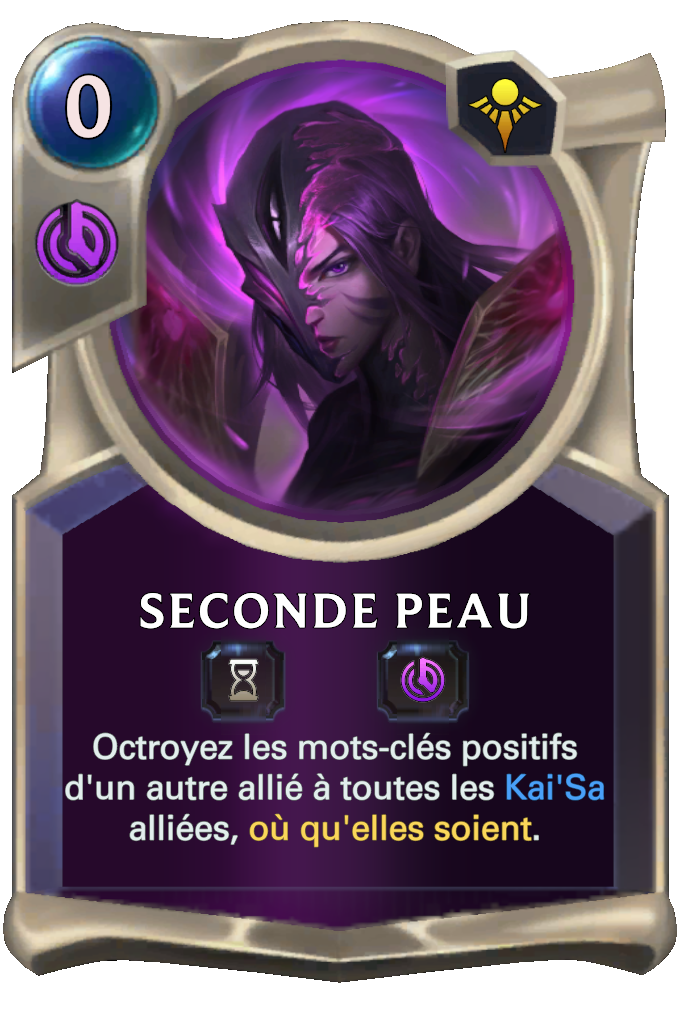 0
SECONDE PEAU
Octroyez les mots-clés positifs
d'un autre allié à toutes les Kai'Sa
alliées, où qu'elles soient.